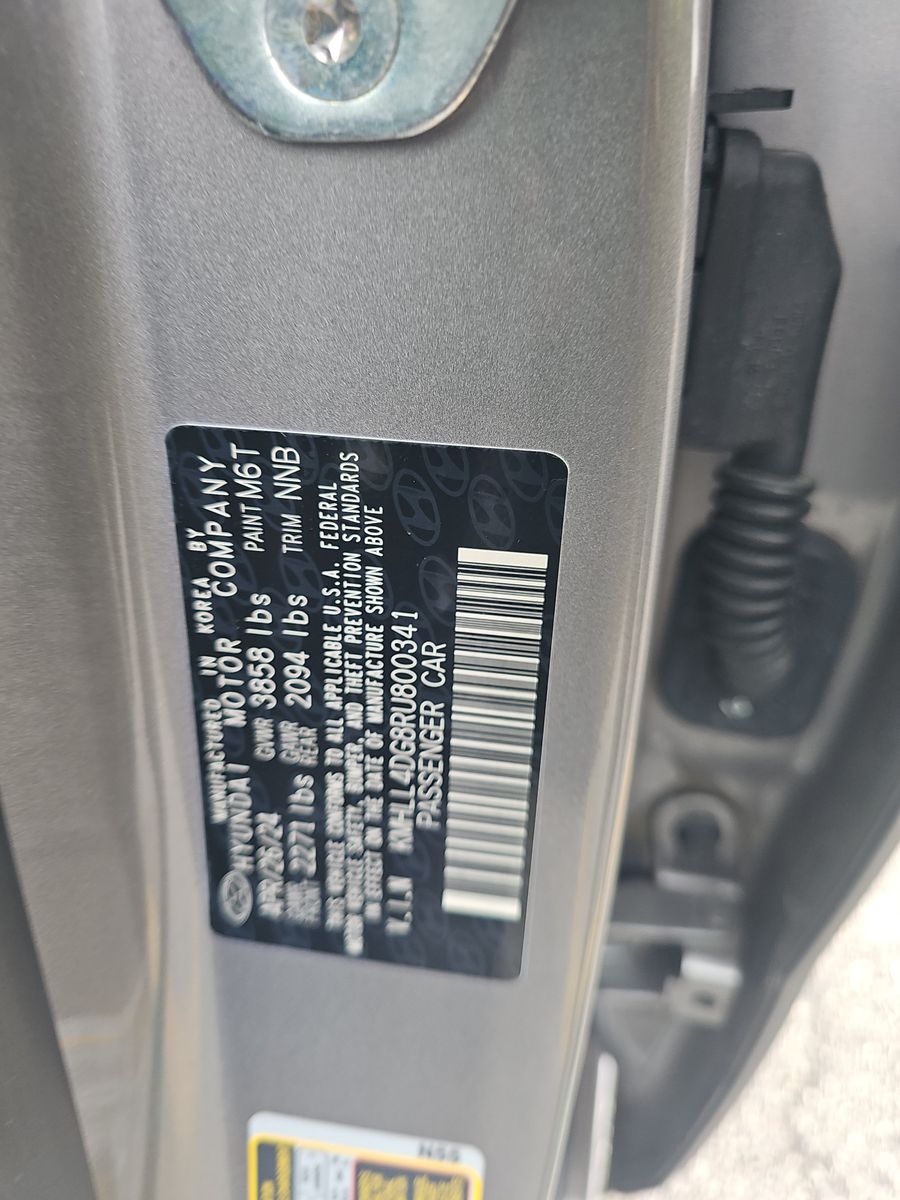 MANUFACTURED IN KOREA BY
HYUNDAI MOTOR COMPANY
APR/26/24 GVWR 3858 lbs PAINT M6T
GAWR FRONT 2271 lbs GAWR REAR 2094 lbs TRIM NNB
THIS VEHICLE CONFORMS TO ALL APPLICABLE U.S.A. FEDERAL
MOTOR VEHICLE SAFETY, BUMPER, AND THEFT PREVENTION STANDARDS
IN EFFECT ON THE DATE OF MANUFACTURE SHOWN ABOVE
V.I.N KMHLL4DG8RU800341
PASSENGER CAR
NSS